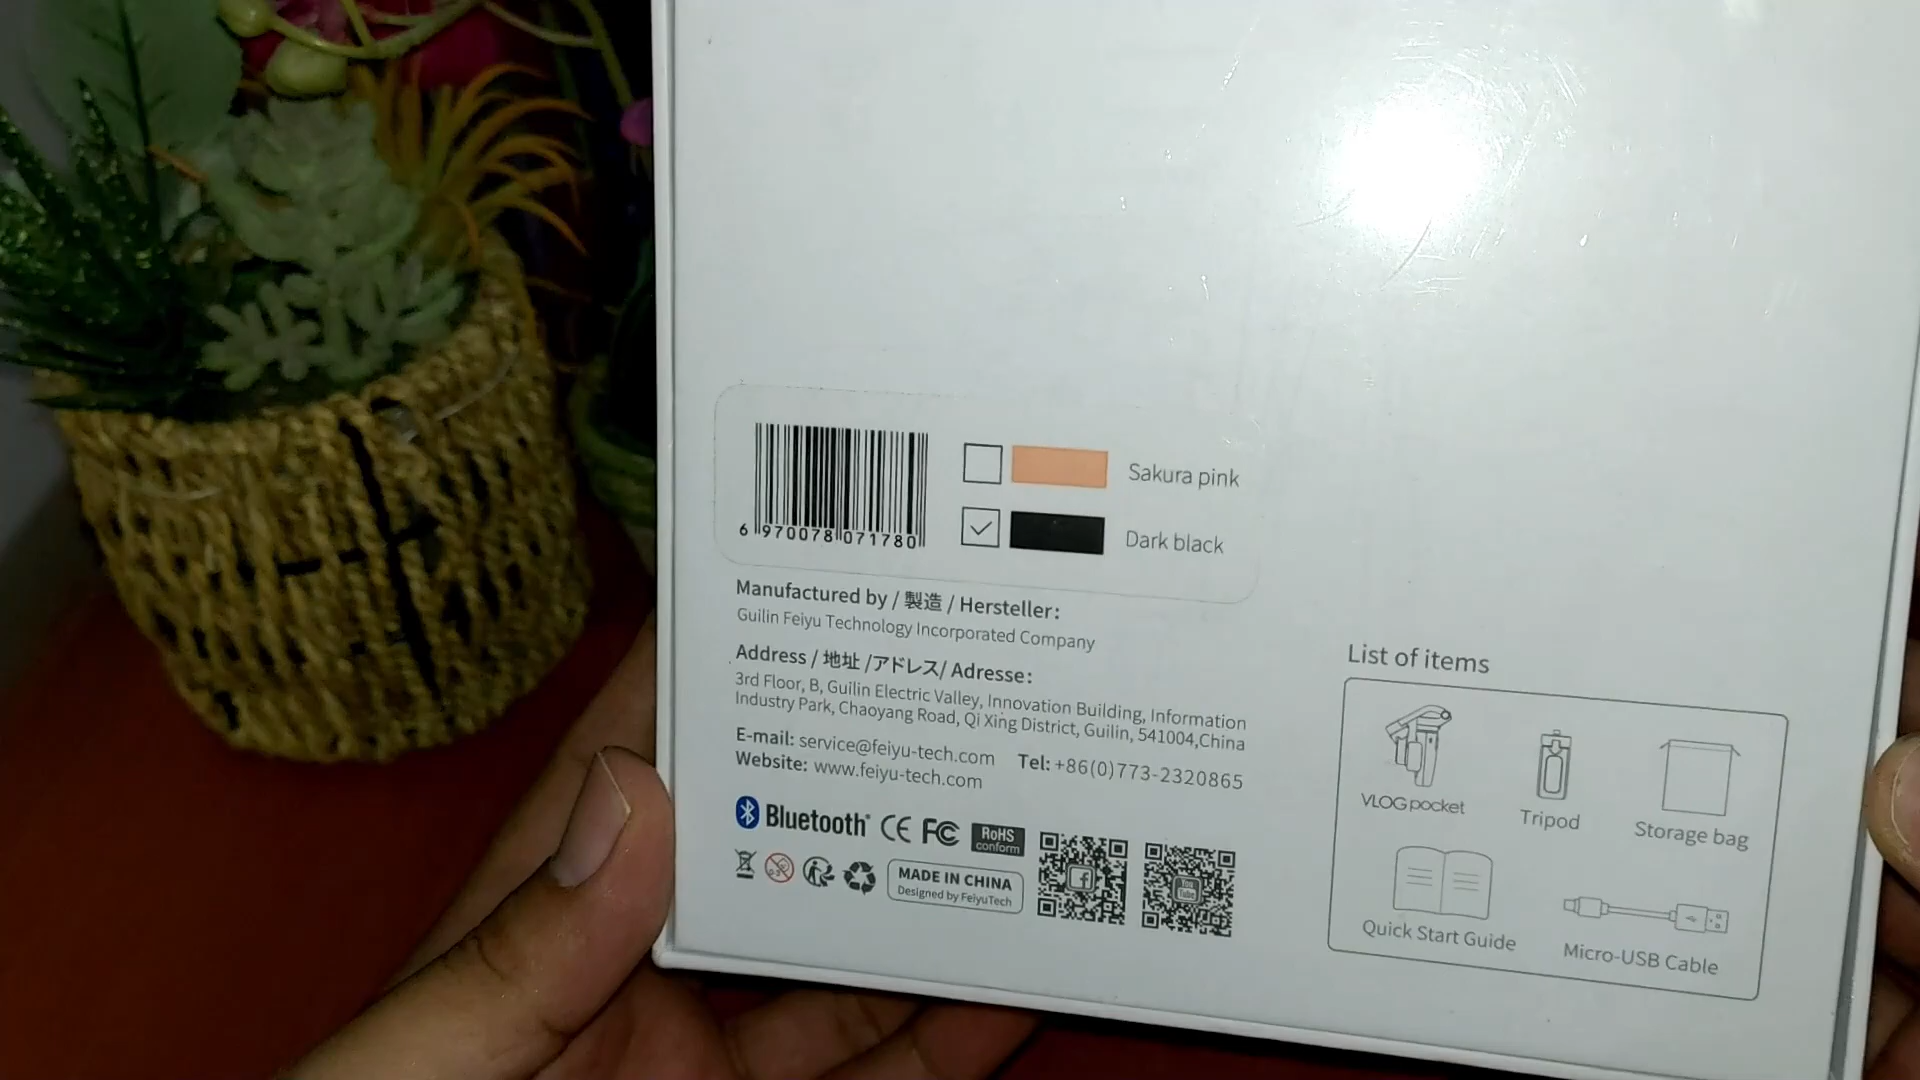 6 970078 071780
Sakura pink
Dark black
Manufactured by / 製造 / Hersteller:
Guilin Feiyu Technology Incorporated Company
Address / 地址 /アドレス/ Adresse:
3rd Floor, B, Guilin Electric Valley, Innovation Building, Information
Industry Park, Chaoyang Road, Qi Xing District, Guilin, 541004,China
E-mail: service@feiyu-tech.com Tel: +86(0)773-2320865
Website: www.feiyu-tech.com
Bluetooth® CE FC RoHS
conform
MADE IN CHINA
Designed by FeiyuTech
f
You
Tube
List of items
VLOG pocket
Tripod
Storage bag
Quick Start Guide
Micro-USB Cable